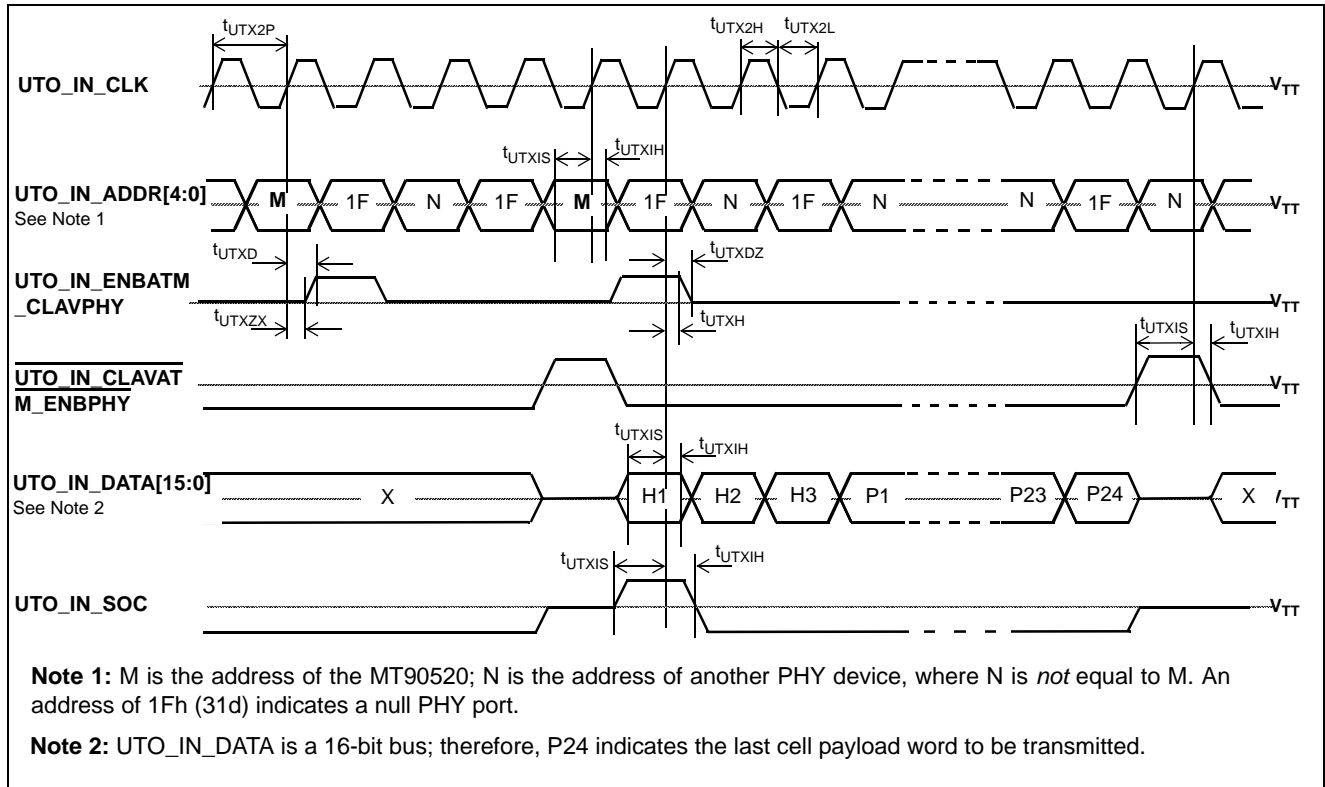 tUTX2P
tUTX2H tUTX2L
UTO_IN_CLK
VTT
tUTXIS tUTXIH
UTO_IN_ADDR[4:0]
See Note 1
M 1F N 1F M 1F N 1F N N 1F N
VTT
tUTXD
tUTXDZ
UTO_IN_ENBATM
_CLAVPHY
VTT
tUTXZX
tUTXH
tUTXIS tUTXIH
UTO_IN_CLAVAT
M_ENBPHY
VTT
tUTXIS tUTXIH
UTO_IN_DATA[15:0]
See Note 2
X H1 H2 H3 P1 P23 P24 X
VTT
tUTXIS tUTXIH
UTO_IN_SOC
VTT
Note 1: M is the address of the MT90520; N is the address of another PHY device, where N is not equal to M. An
address of 1Fh (31d) indicates a null PHY port.
Note 2: UTO_IN_DATA is a 16-bit bus; therefore, P24 indicates the last cell payload word to be transmitted.